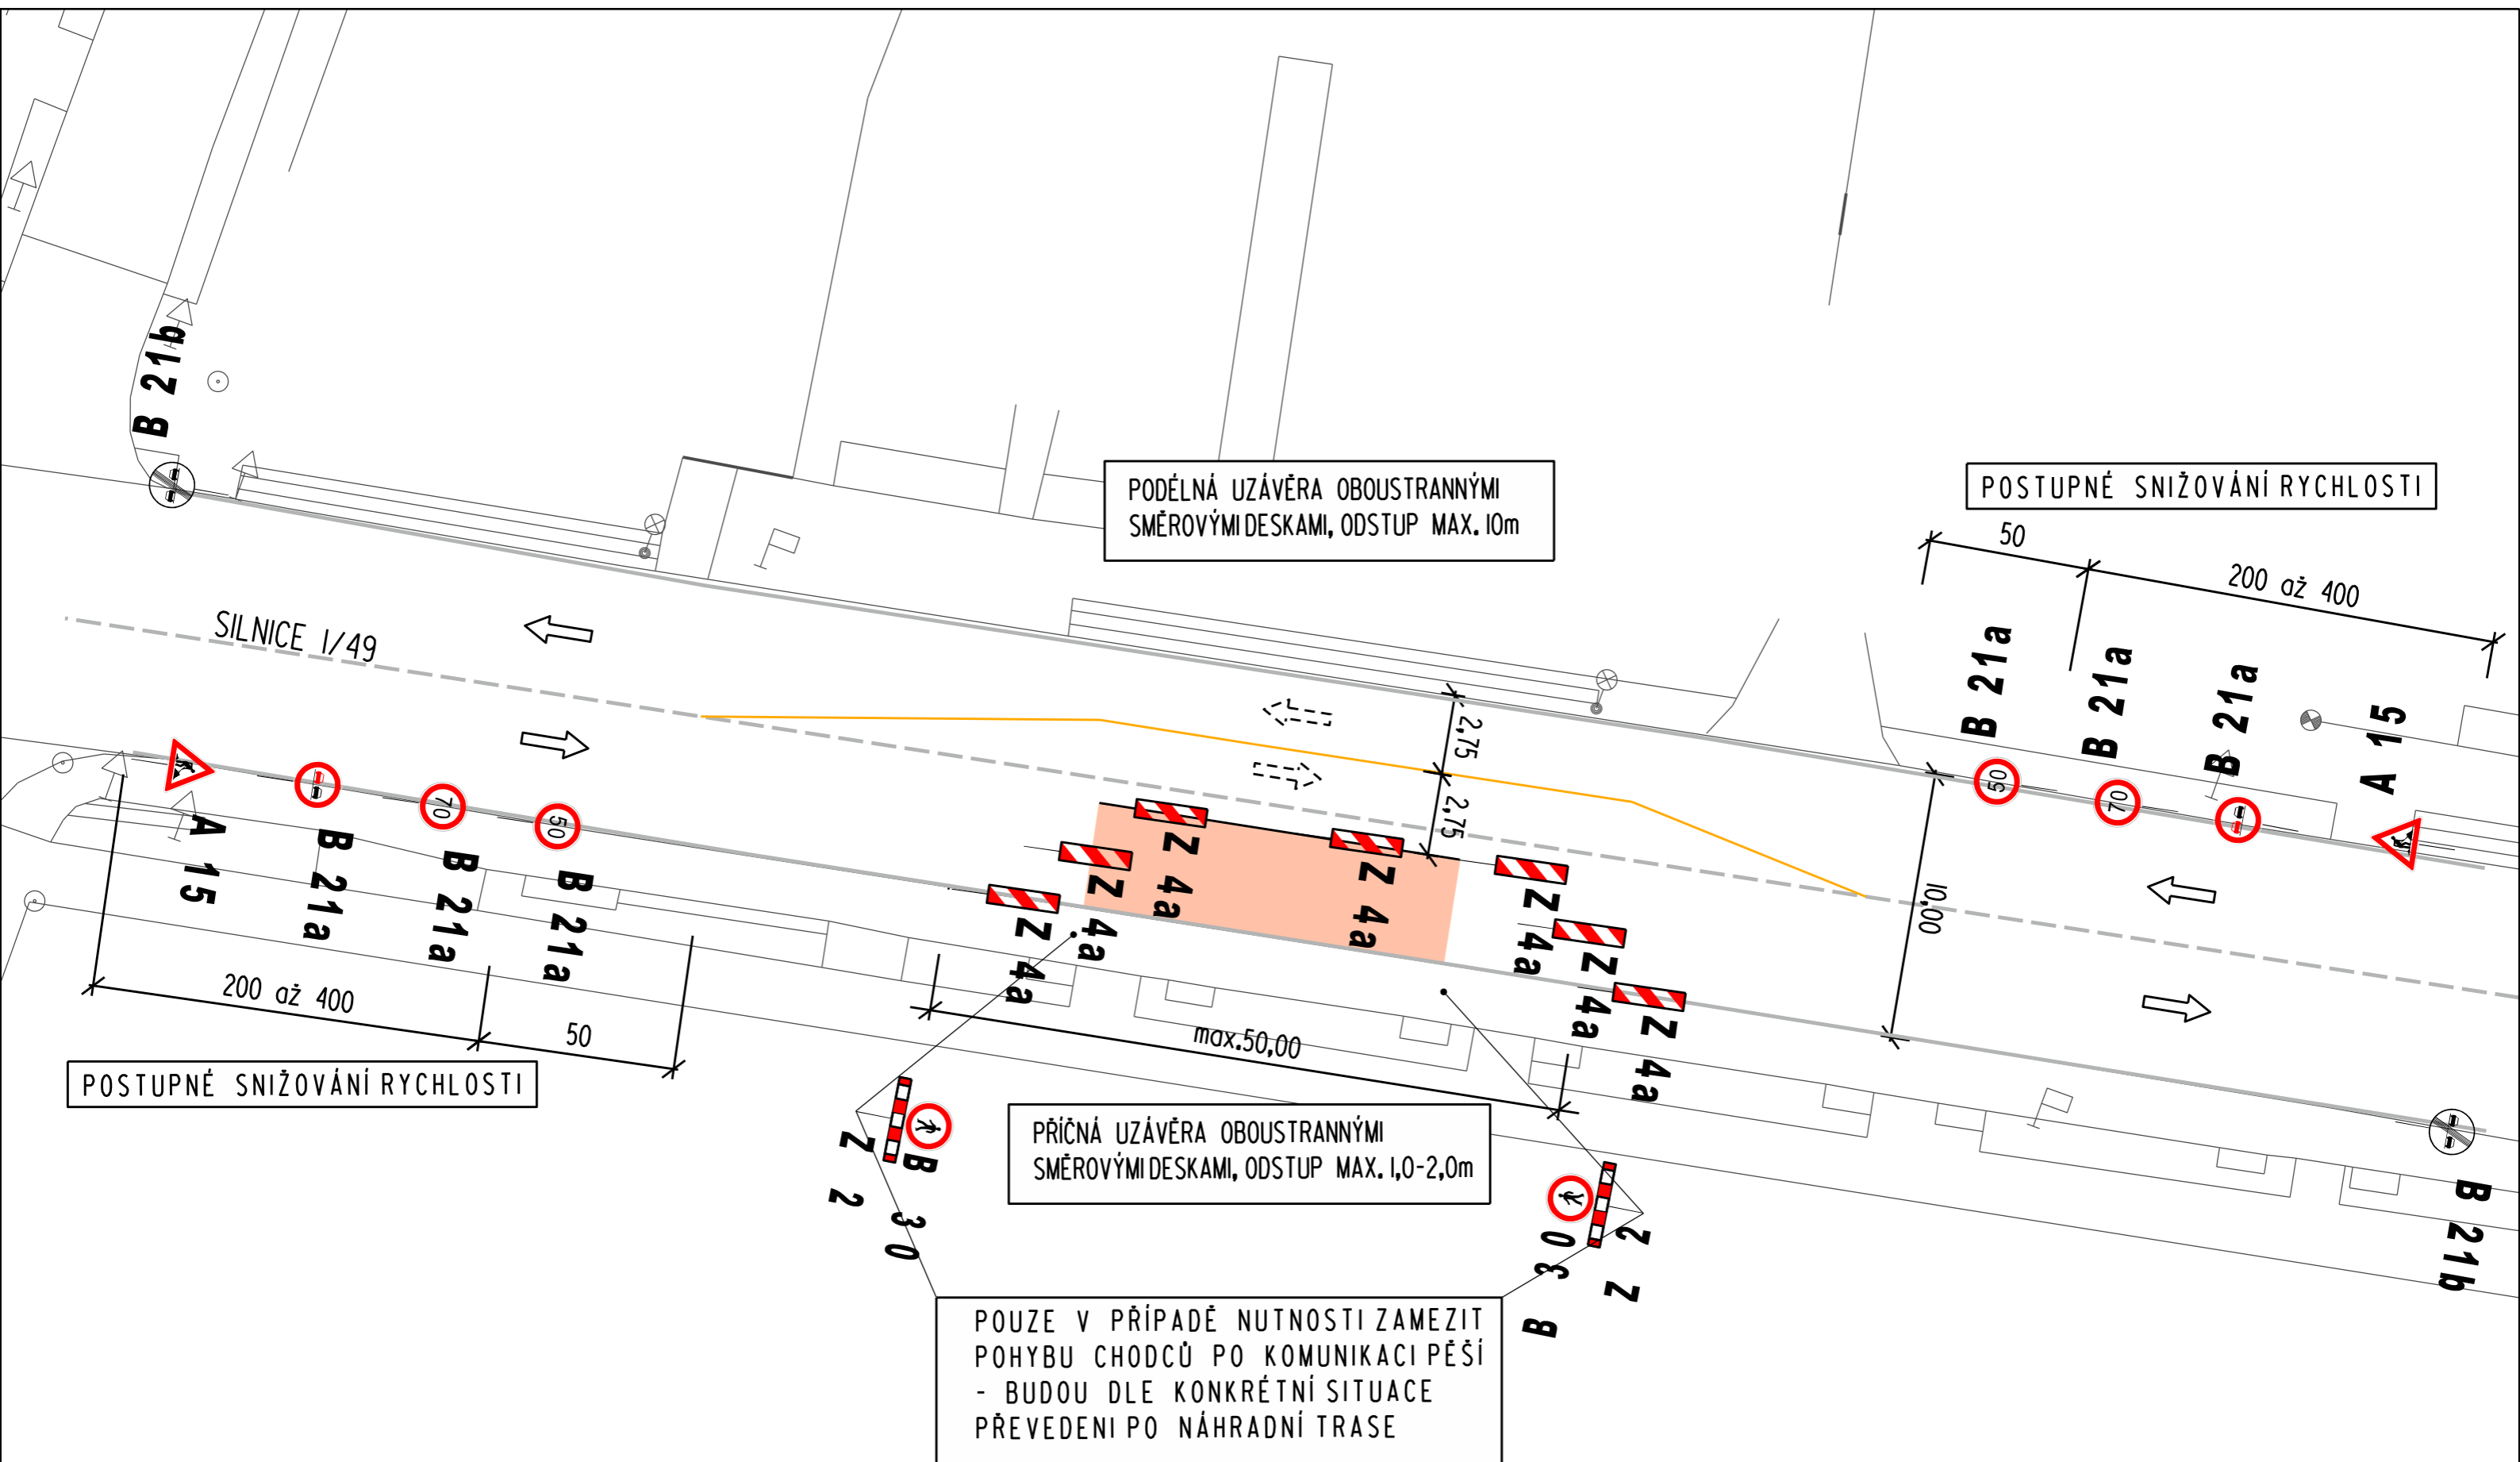 B 21b
PODÉLNÁ UZÁVĚRA OBOUSTRANNÝMI
SMĚROVÝMI DESKAMI, ODSTUP MAX. 10m
POSTUPNÉ SNIŽOVÁNÍ RYCHLOSTI
50
200 až 400
SILNICE I/49
B 21a
B 21a
B 21a
A 15
50
70
2,75
2,75
10,00
70
50
A 15
B 21a
B 21a
B 21a
Z 4a
Z 4a
Z 4a
Z 4a
Z 4a
Z 4a
Z 4a
200 až 400
50
max.50,00
POSTUPNÉ SNIŽOVÁNÍ RYCHLOSTI
PŘÍČNÁ UZÁVĚRA OBOUSTRANNÝMI
SMĚROVÝMI DESKAMI, ODSTUP MAX. 1,0-2,0m
Z 2
B 30
B 30
Z 2
B 21b
POUZE V PŘÍPADĚ NUTNOSTI ZAMEZIT
POHYBU CHODCŮ PO KOMUNIKACI PĚŠÍ
- BUDOU DLE KONKRÉTNÍ SITUACE
PŘEVEDENI PO NÁHRADNÍ TRASE